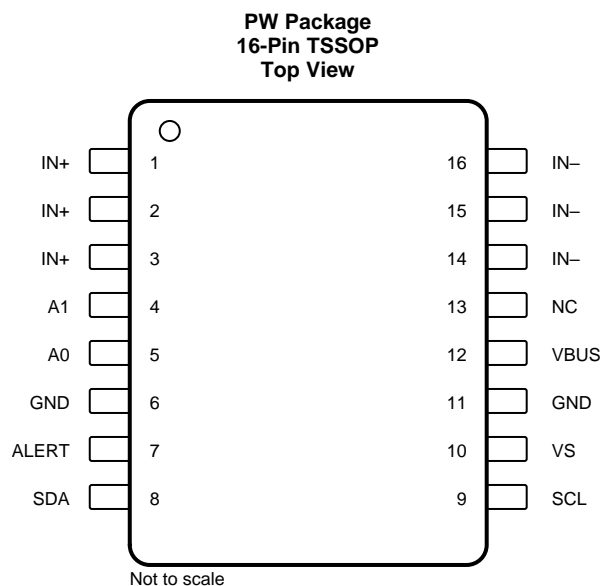 PW Package
16-Pin TSSOP
Top View
IN+ 1 16 IN–
IN+ 2 15 IN–
IN+ 3 14 IN–
A1 4 13 NC
A0 5 12 VBUS
GND 6 11 GND
ALERT 7 10 VS
SDA 8 9 SCL
Not to scale